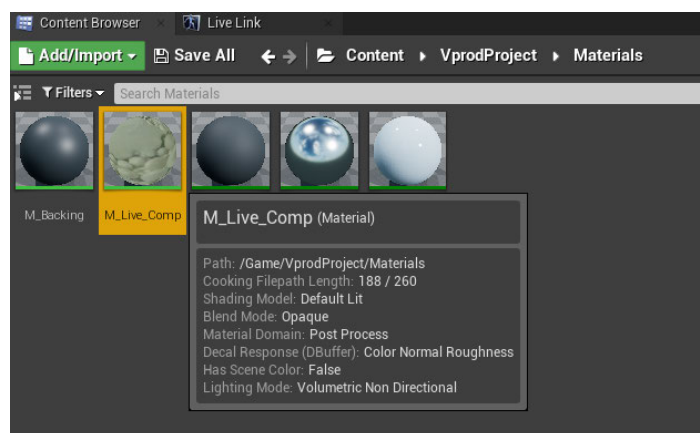 Content Browser
Live Link
Add/Import
Save All
Content
VprodProject
Materials
Filters
Search Materials
M_Backing
M_Live_Comp
M_Live_Comp (Material)
Path: /Game/VprodProject/Materials
Cooking Filepath Length: 188 / 260
Shading Model: Default Lit
Blend Mode: Opaque
Material Domain: Post Process
Decal Response (DBuffer): Color Normal Roughness
Has Scene Color: False
Lighting Mode: Volumetric Non Directional